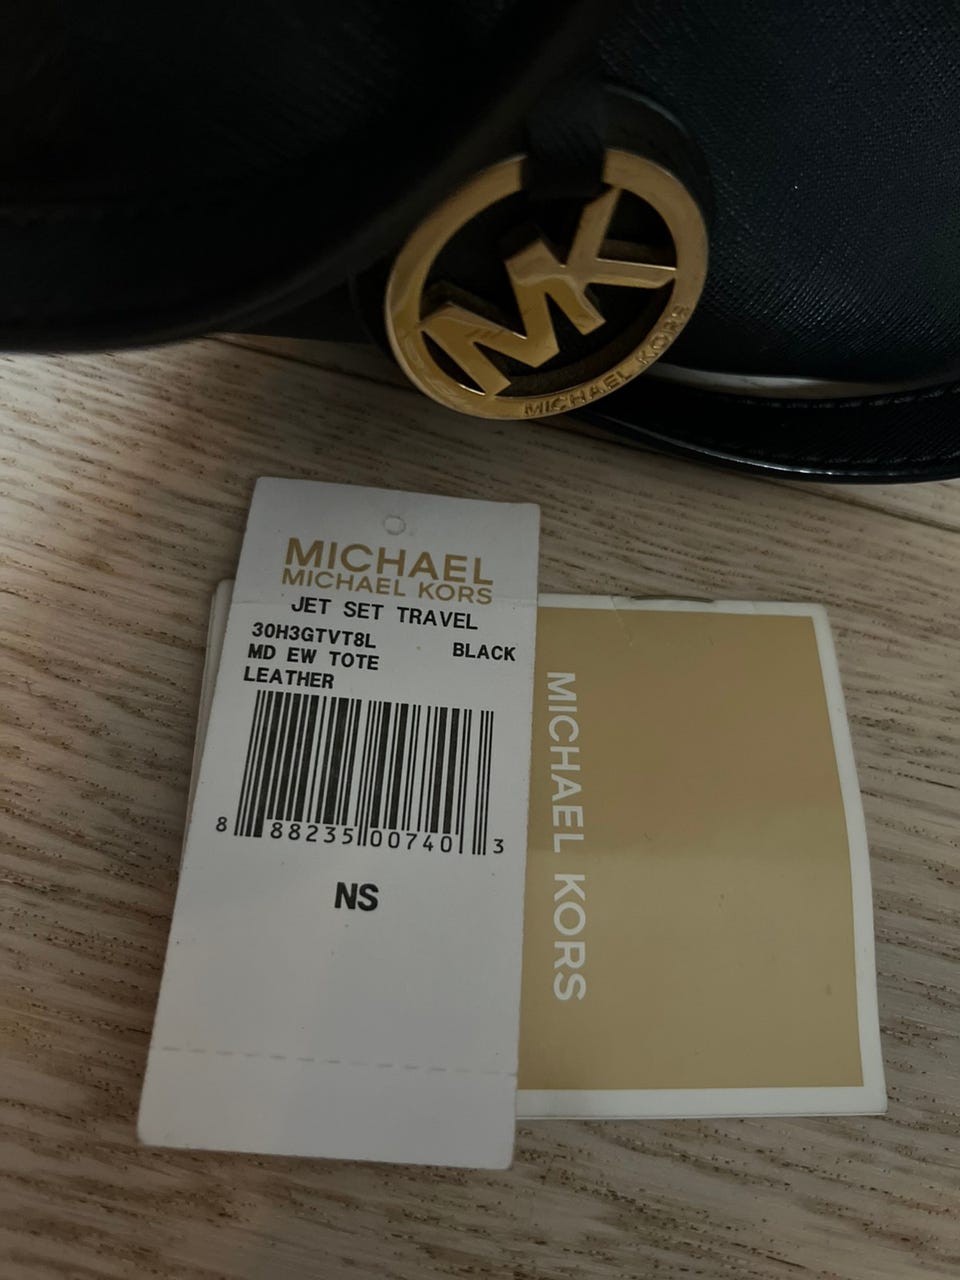 MK
MICHAEL KORS
MICHAEL
MICHAEL KORS
JET SET TRAVEL
30H3GTVT8L BLACK
MD EW TOTE
LEATHER
8 88235 00740 3
NS
MICHAEL KORS